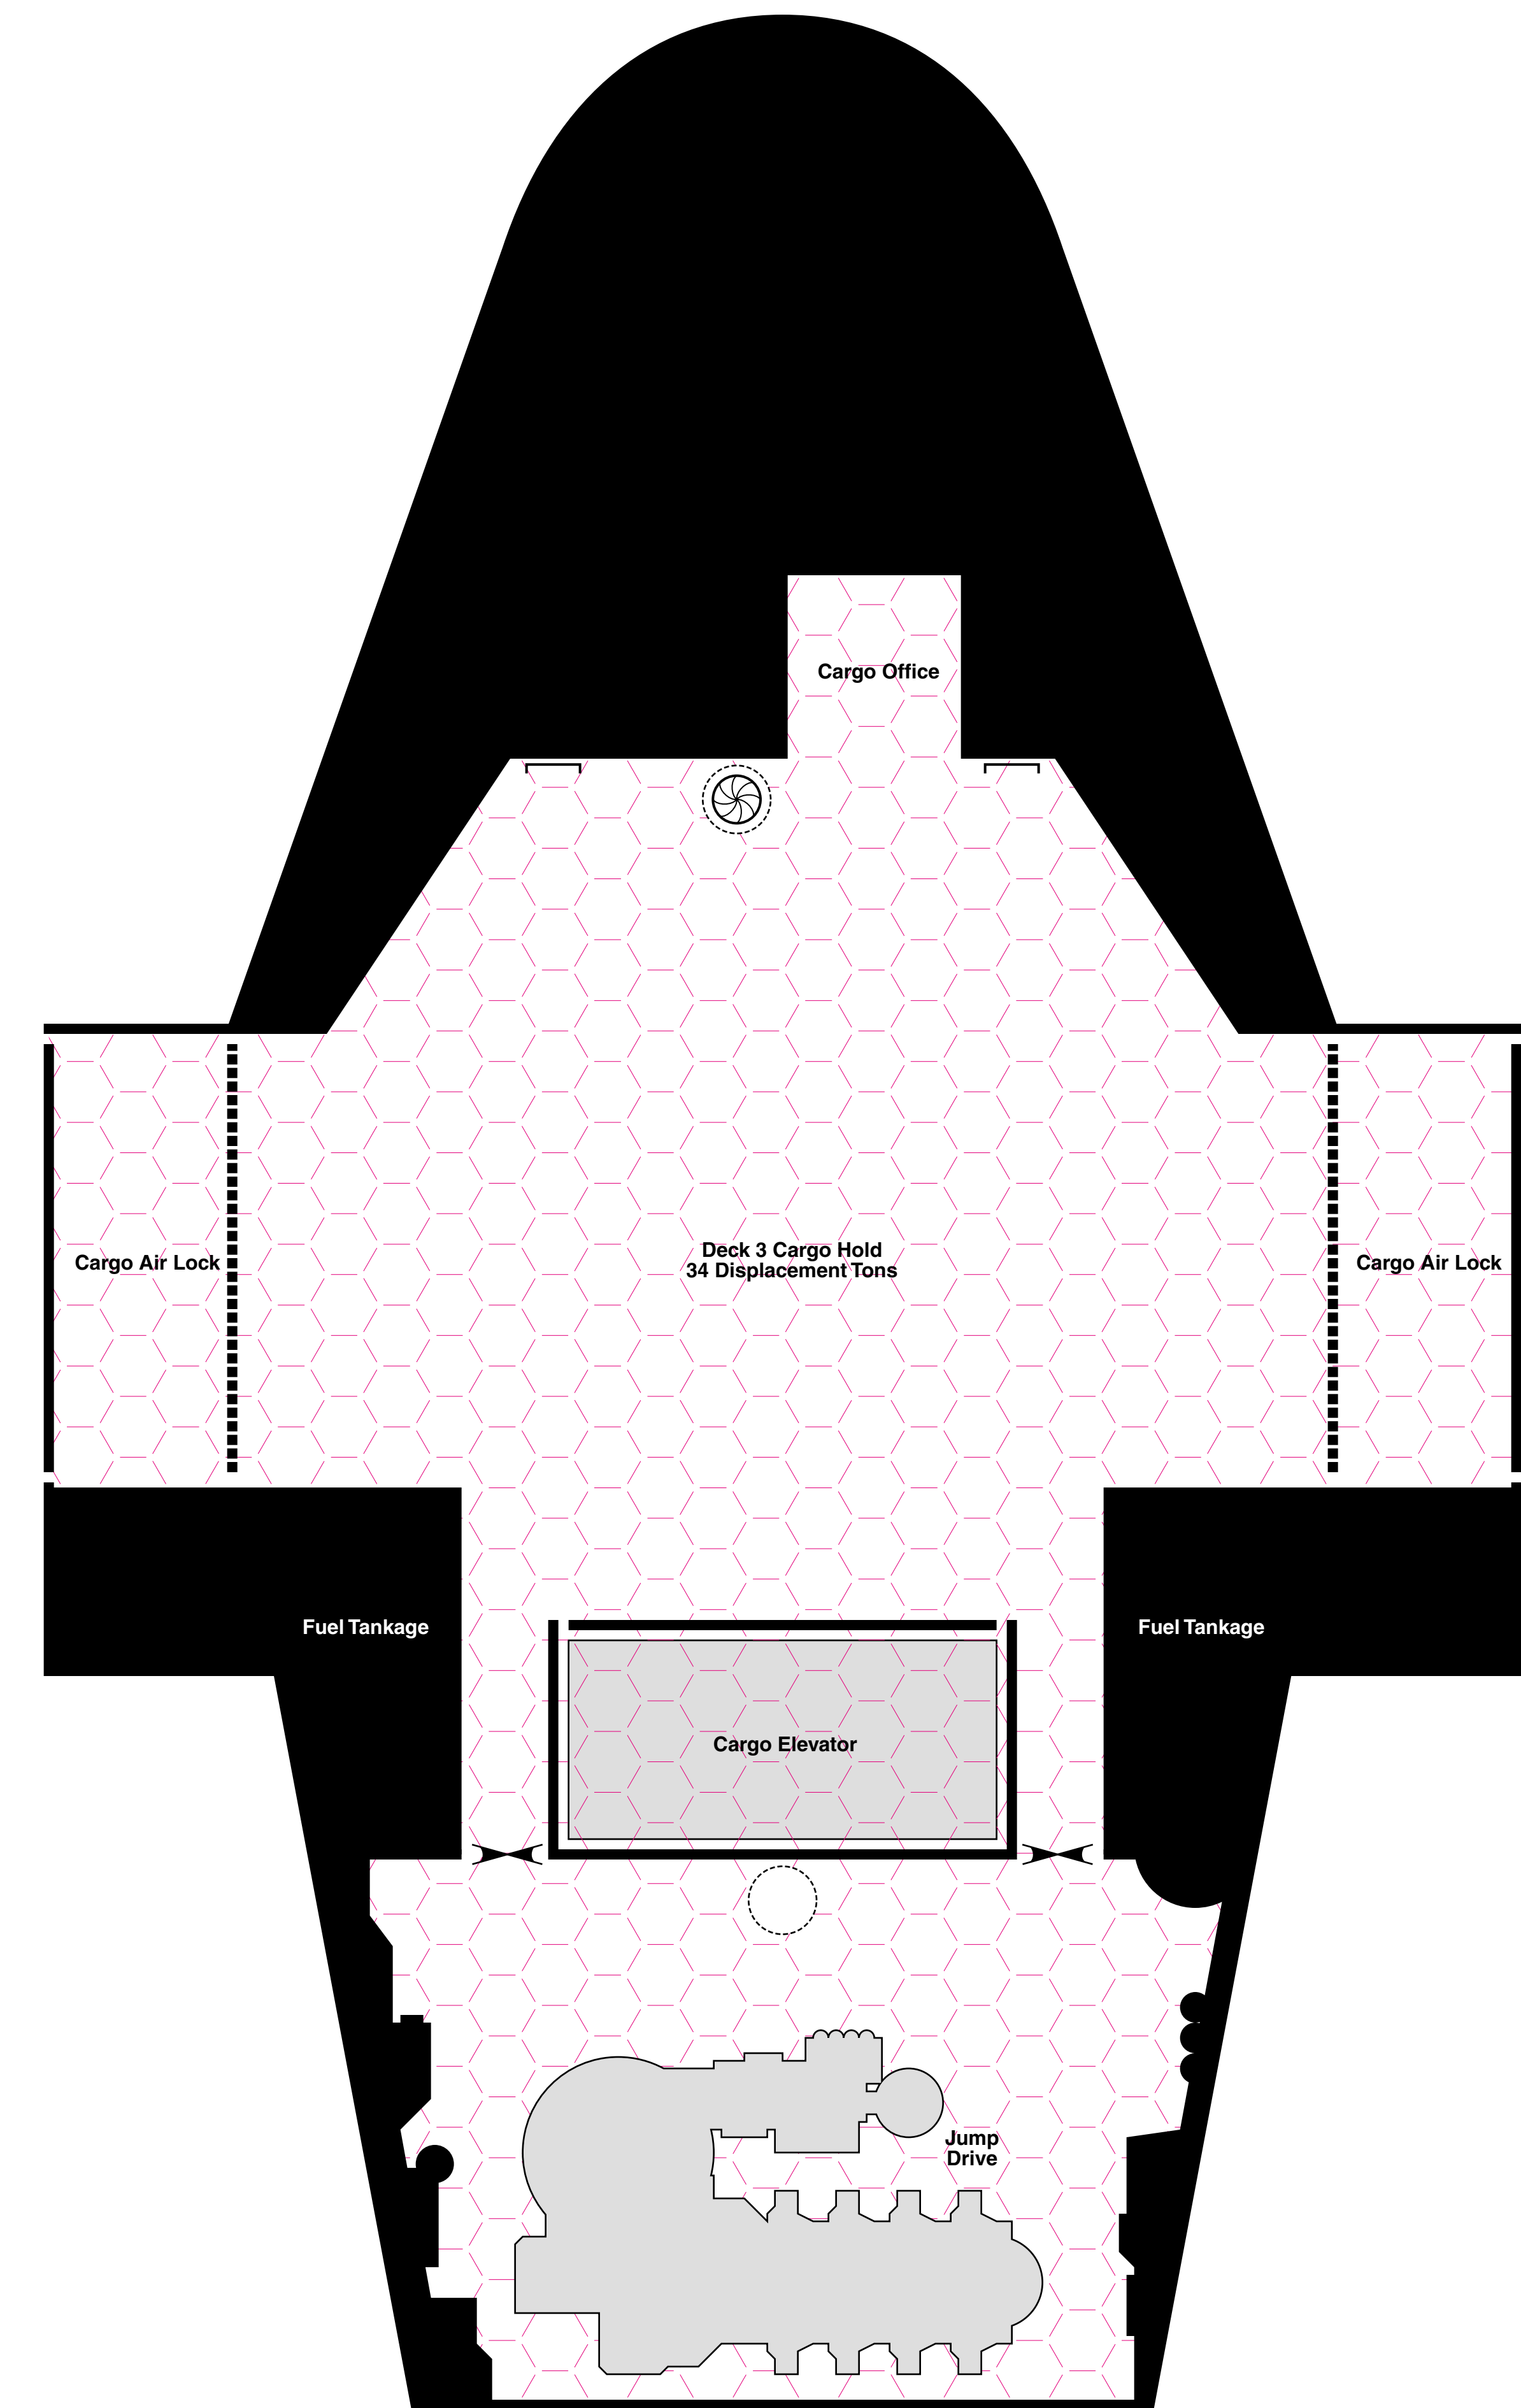 Cargo Office
Deck 3 Cargo Hold
34 Displacement Tons
Cargo Air Lock
Cargo Air Lock
Fuel Tankage
Fuel Tankage
Cargo Elevator
Jump
Drive